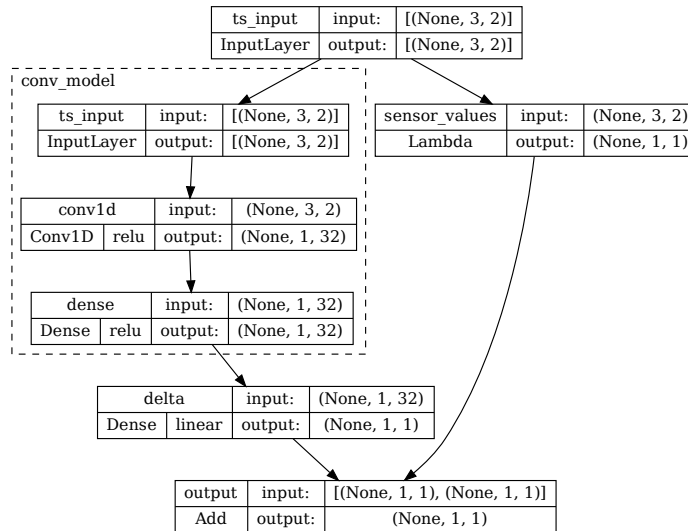 ts_input input: [(None, 3, 2)]
InputLayer output: [(None, 3, 2)]
conv_model
ts_input input: [(None, 3, 2)]
InputLayer output: [(None, 3, 2)]
sensor_values input: (None, 3, 2)
Lambda output: (None, 1, 1)
conv1d input: (None, 3, 2)
Conv1D relu output: (None, 1, 32)
dense input: (None, 1, 32)
Dense relu output: (None, 1, 32)
delta input: (None, 1, 32)
Dense linear output: (None, 1, 1)
output input: [(None, 1, 1), (None, 1, 1)]
Add output: (None, 1, 1)